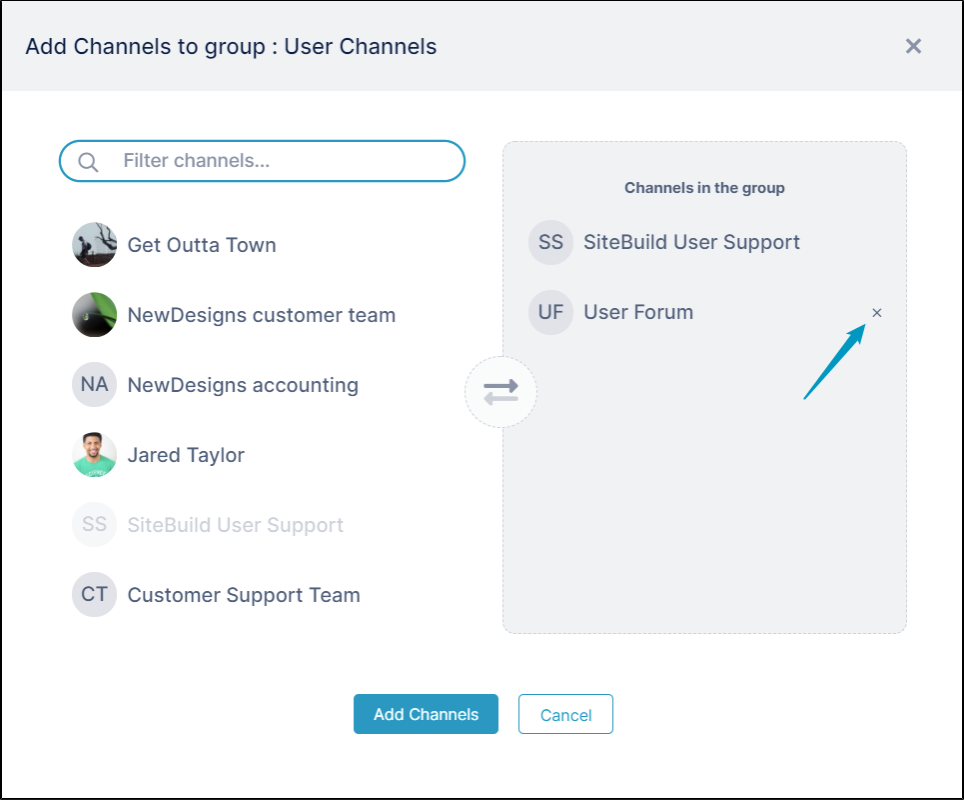 Add Channels to group : User Channels
Filter channels...
Get Outta Town
NewDesigns customer team
NA NewDesigns accounting
Jared Taylor
SS SiteBuild User Support
CT Customer Support Team
Channels in the group
SS SiteBuild User Support
UF User Forum
Add Channels
Cancel